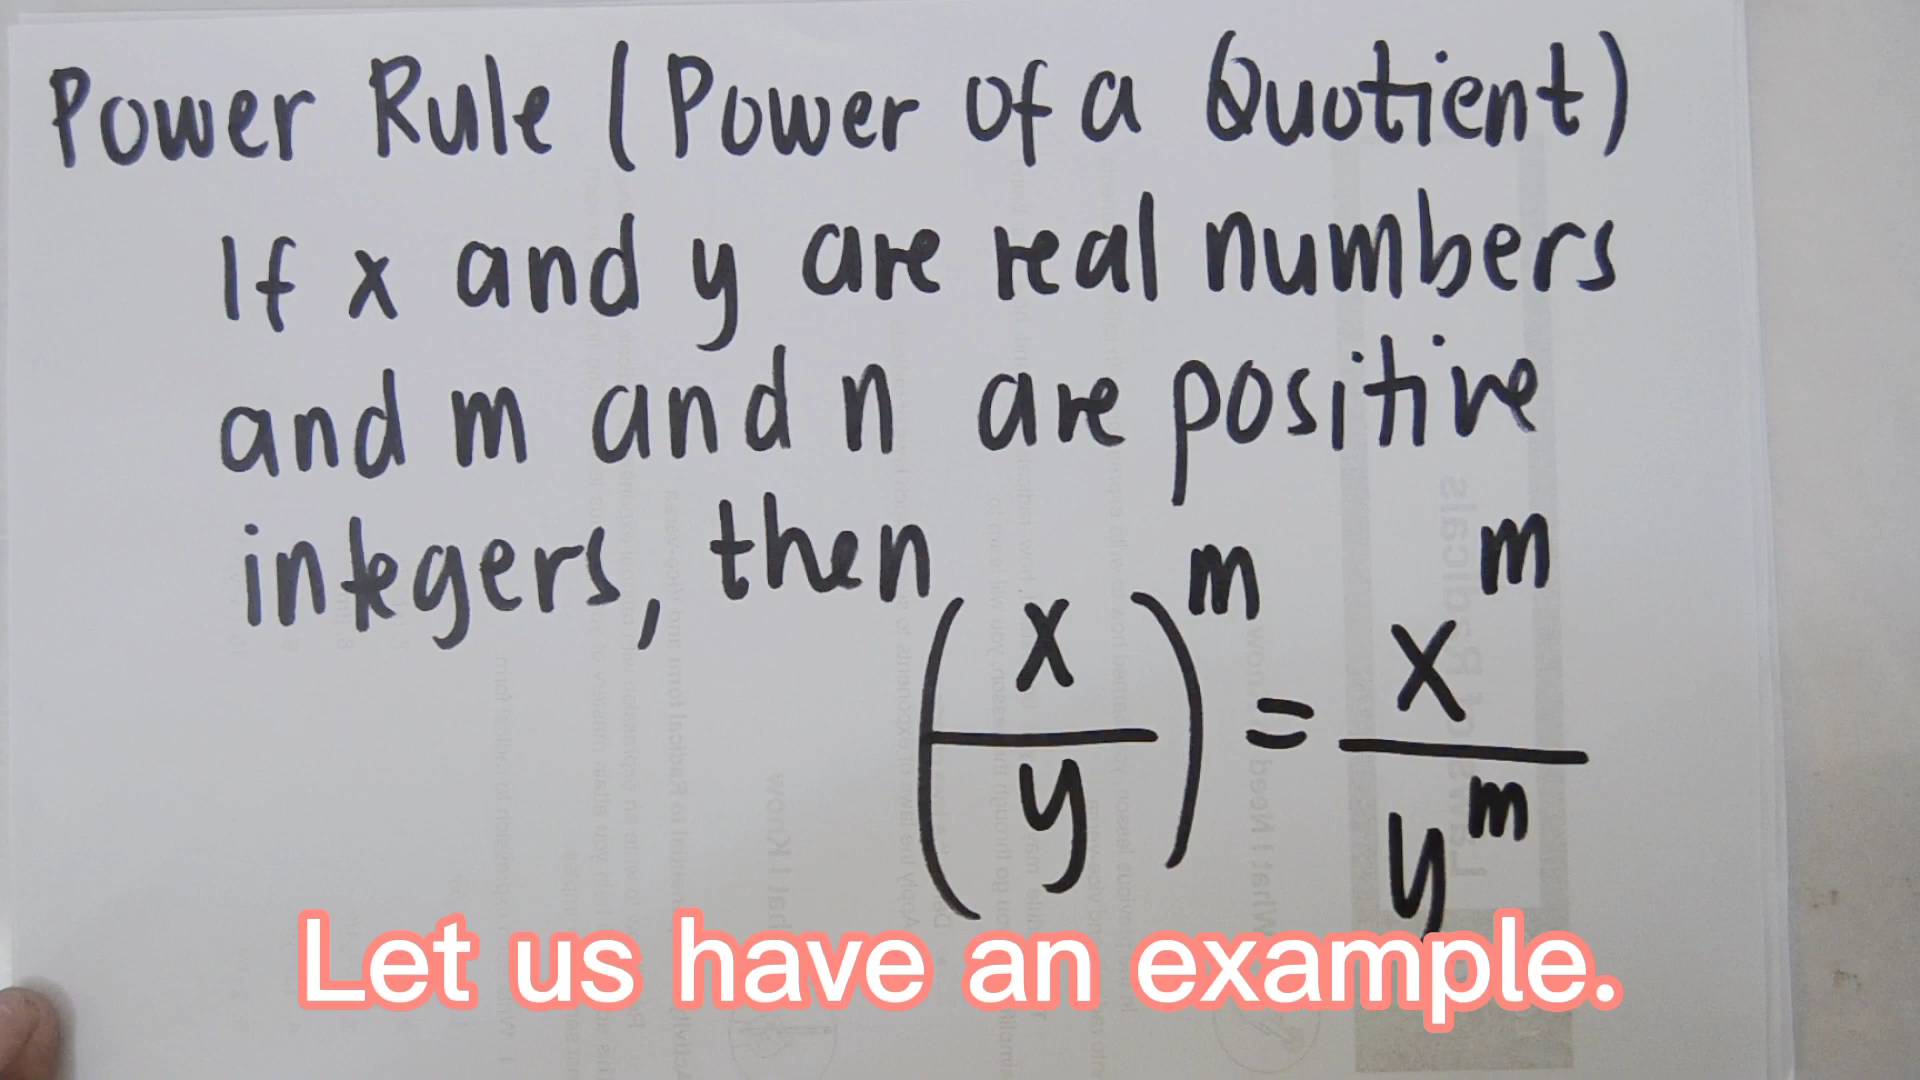 Power Rule (Power of a Quotient)
If x and y are real numbers
and m and n are positive
integers, then
(x/y)^m = x^m/y^m
Let us have an example.